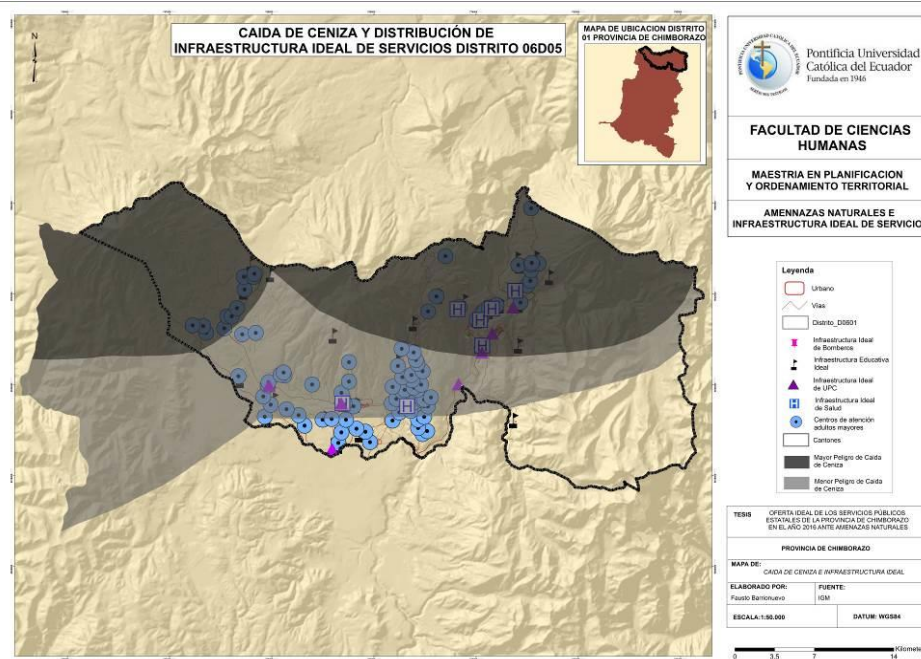 CAIDA DE CENIZA Y DISTRIBUCIÓN DE
INFRAESTRUCTURA IDEAL DE SERVICIOS DISTRITO 06D05
N
MAPA DE UBICACION DISTRITO
01 PROVINCIA DE CHIMBORAZO
Pontificia Universidad
Católica del Ecuador
Fundada en 1946
FACULTAD DE CIENCIAS
HUMANAS
MAESTRIA EN PLANIFICACION
Y ORDENAMIENTO TERRITORIAL
AMENNAZAS NATURALES E
INFRAESTRUCTURA IDEAL DE SERVICIO
Leyenda
Urbano
Vias
Distrito_D0601
Infraestructura Ideal
de Bomberos
Infraestructura Educativa
Ideal
Infraestructura Ideal
de UPC
Infraestructura Ideal
de Salud
Centros de atención
adultos mayores
Cantones
Mayor Peligro de Caida
de Ceniza
Menor Peligro de Caida
de Ceniza
TESIS OFERTA IDEAL DE LOS SERVICIOS PÚBLICOS
ESTATALES DE LA PROVINCIA DE CHIMBORAZO
EN EL AÑO 2016 ANTE AMENAZAS NATURALES
PROVINCIA DE CHIMBORAZO
MAPA DE:
CAIDA DE CENIZA E INFRAESTRUCTURA IDEAL
ELABORADO POR:
Fausto Barrionuevo
FUENTE:
IGM
ESCALA:1:50.000
DATUM: WGS84
Kilome
0 3,5 7 14